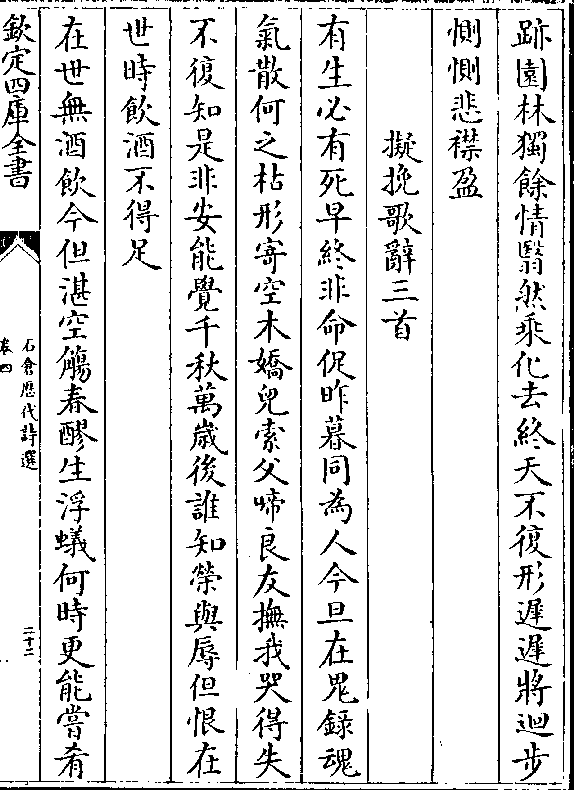 跡園林獨餘情翳然乘化去終天不復形遲遲將迴步
惻惻悲襟盈
擬挽歌辭三首
有生必有死早終非命促昨暮同為人今旦在鬼錄魂
氣散何之枯形寄空木嬌兒索父啼良友撫我哭得失
不復知是非安能覺千秋萬歲後誰知榮與辱但恨在
世時飲酒不得足
在世無酒飲今但湛空觴春醪生浮蟻何時更能嘗肴
欽定四庫全書
石倉歷代詩選
卷四
二十二